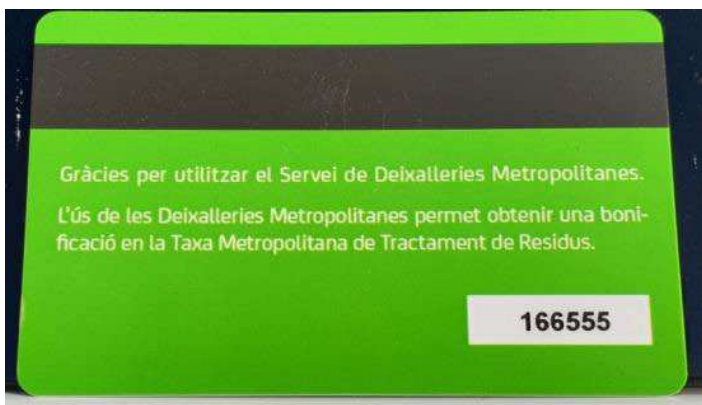 Gràcies per utilitzar el Servei de Deixalleries Metropolitanes.
L'ús de les Deixalleries Metropolitanes permet obtenir una boni-
ficació en la Taxa Metropolitana de Tractament de Residus.
166555